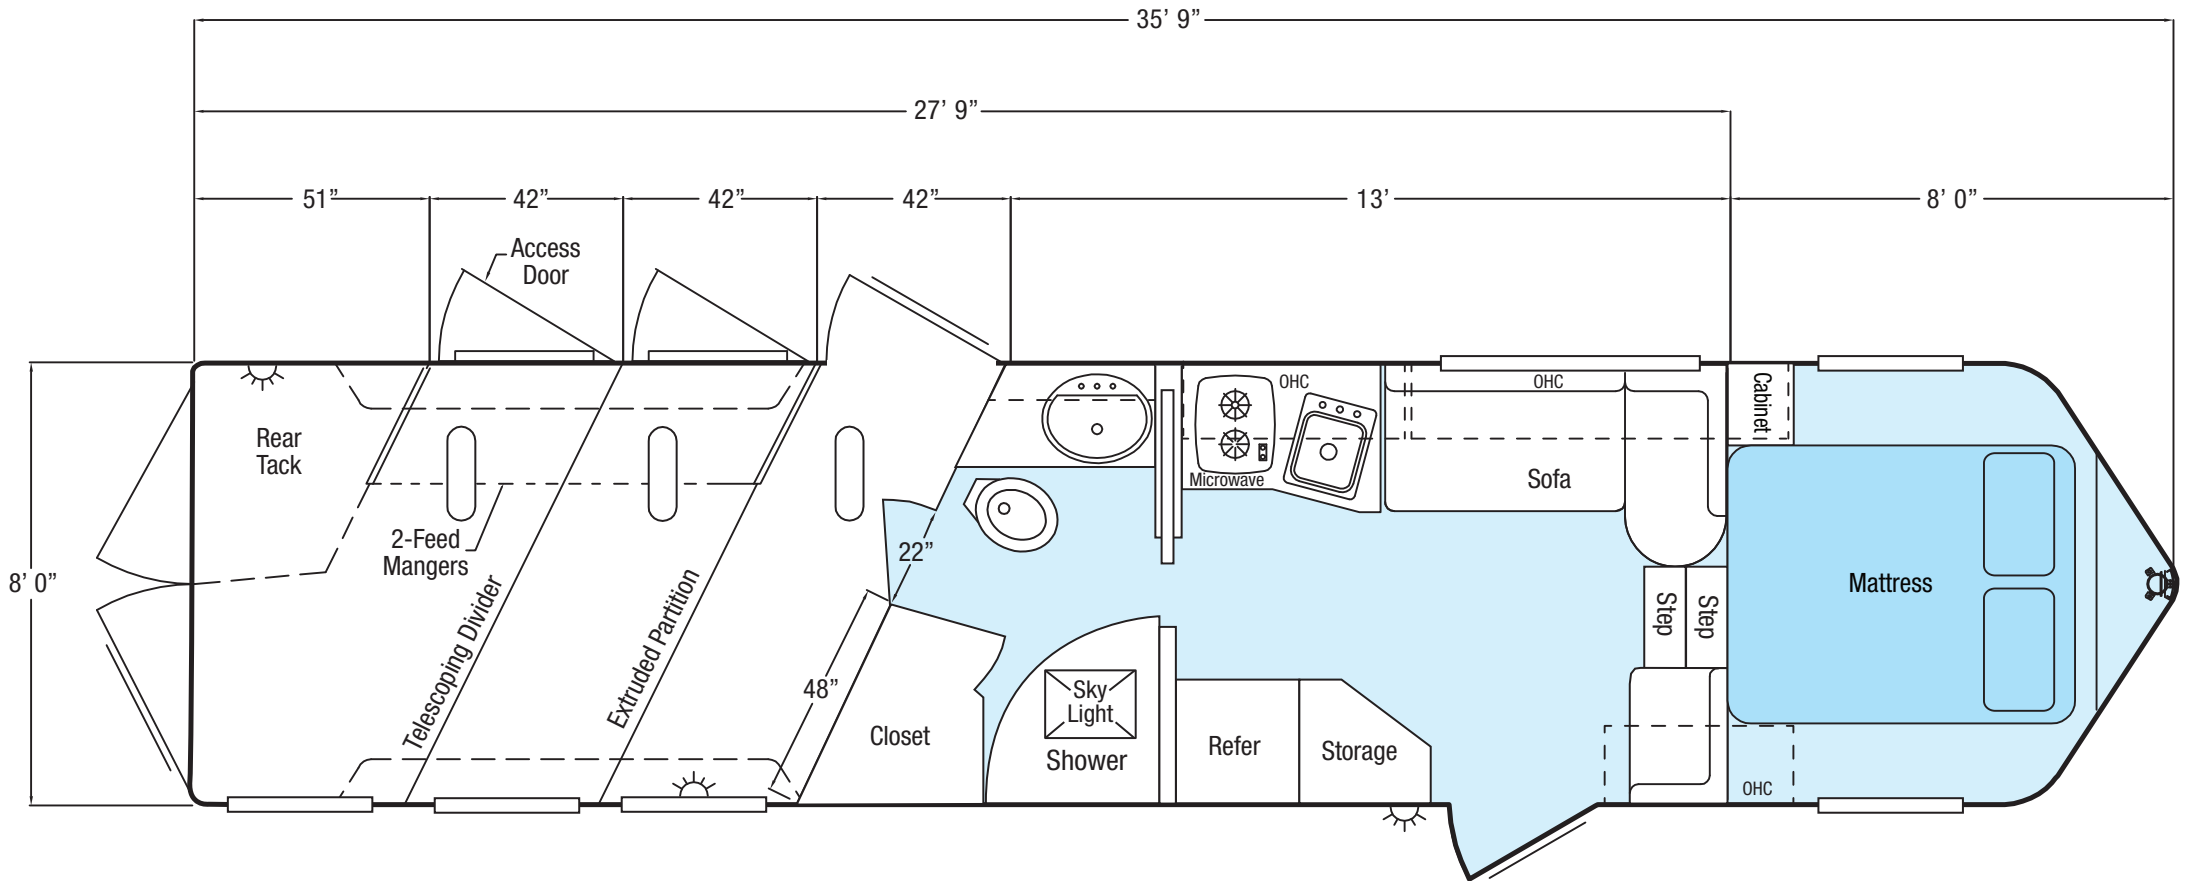 35’ 9”
27’ 9”
51”
42”
42”
42”
13'
8’ 0”
Access
Door
8’ 0”
Rear
Tack
2-Feed
Mangers
Telescoping Divider
Extruded Partition
22”
48”
Closet
Sky
Light
Shower
Microwave
OHC
OHC
Sofa
Cabinet
Refer
Storage
Step
Step
Mattress
OHC